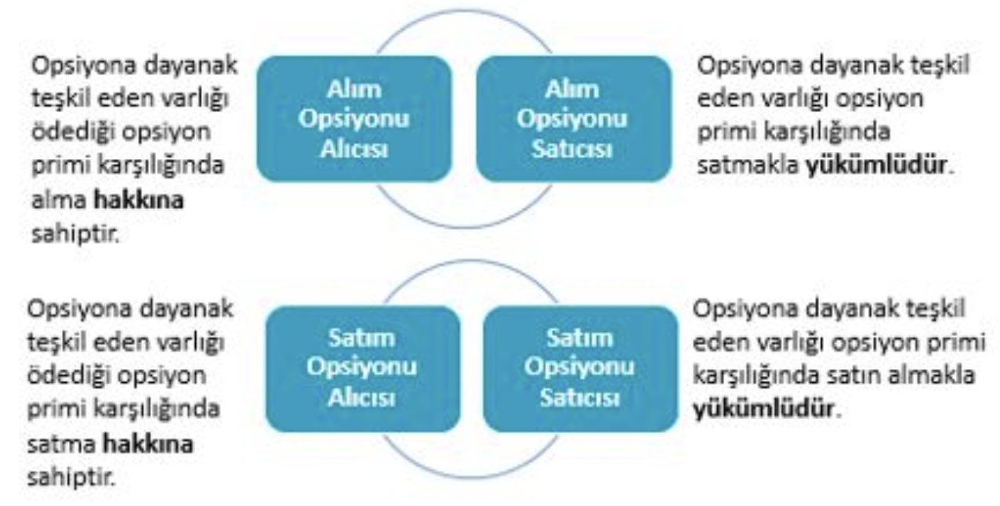 Opsiyona dayanak
teşkil eden varlığı
ödediği opsiyon
primi karşılığında
alma hakkına
sahiptir.
Alım
Opsiyonu
Alıcısı
Alım
Opsiyonu
Satıcısı
Opsiyona dayanak teşkil
eden varlığı opsiyon
primi karşılığında
satmakla yükümlüdür.
Opsiyona dayanak
teşkil eden varlığı
ödediği opsiyon
primi karşılığında
satma hakkına
sahiptir.
Satım
Opsiyonu
Alıcısı
Satım
Opsiyonu
Satıcısı
Opsiyona dayanak teşkil
eden varlığı opsiyon primi
karşılığında satın almakla
yükümlüdür.